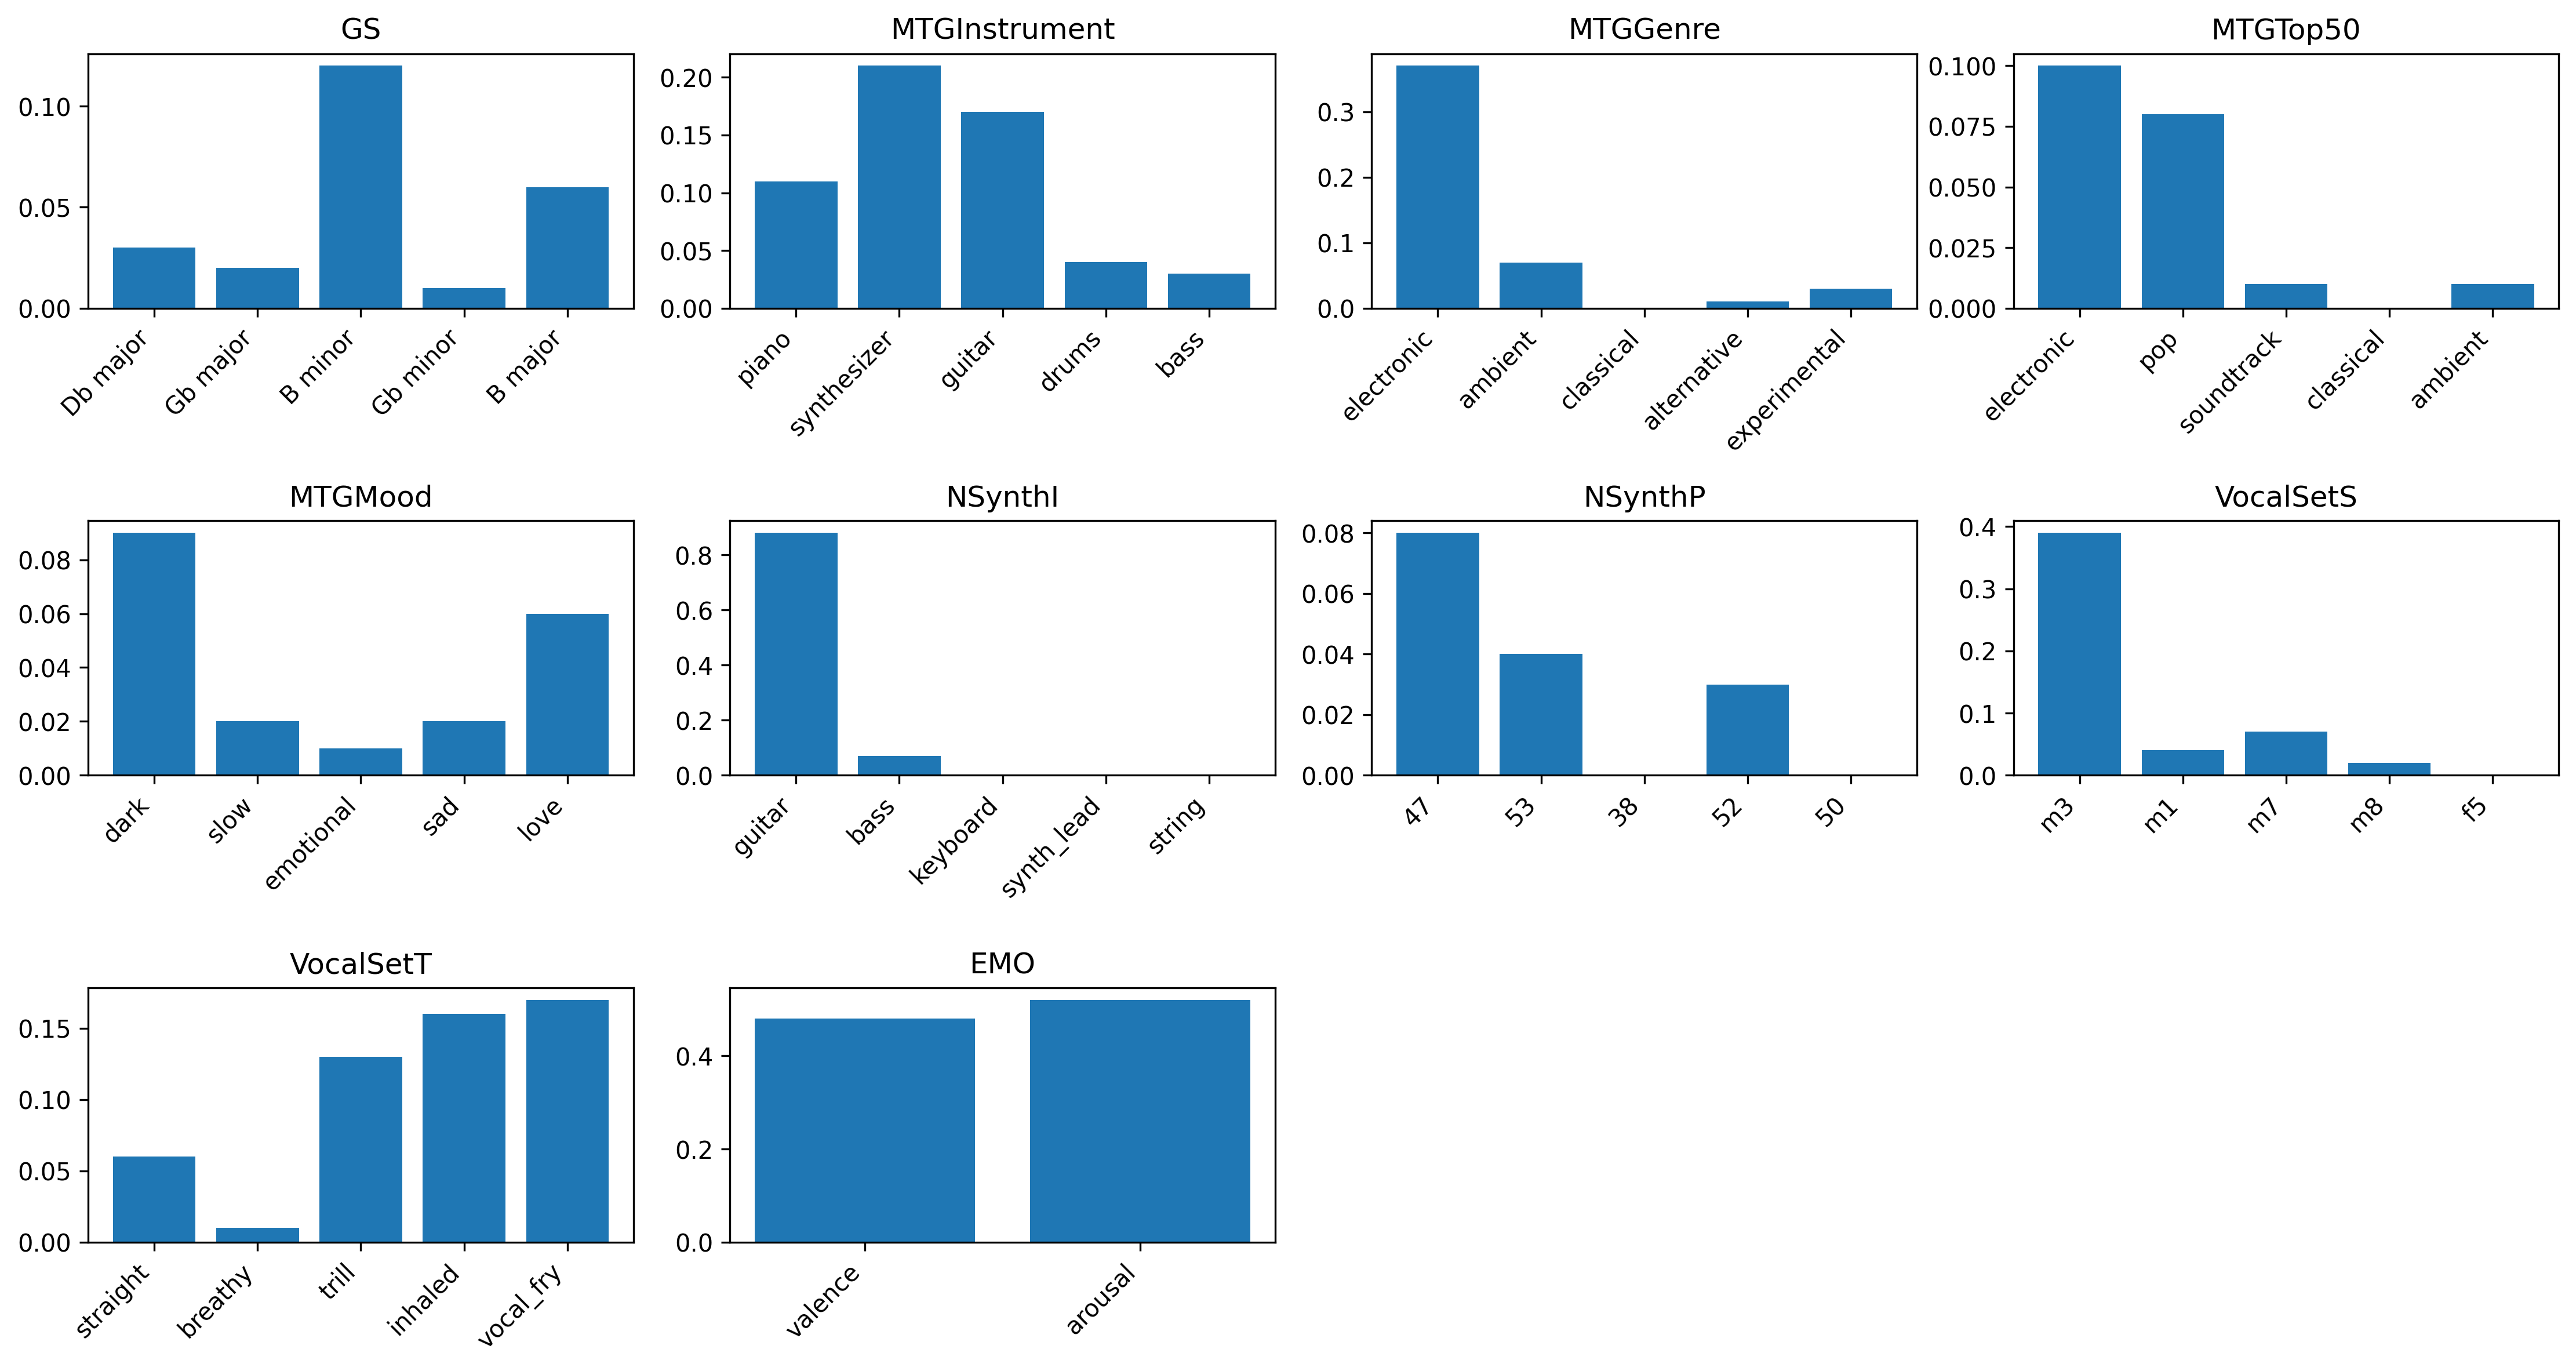 GS
0.10
0.05
0.00
Db major
Gb major
B minor
Gb minor
B major
MTGInstrument
0.20
0.15
0.10
0.05
0.00
piano
synthesizer
guitar
drums
bass
MTGGenre
0.3
0.2
0.1
0.0
electronic
ambient
classical
alternative
experimental
MTGTop50
0.100
0.075
0.050
0.025
0.000
electronic
pop
soundtrack
classical
ambient
MTGMood
0.08
0.06
0.04
0.02
0.00
dark
slow
emotional
sad
love
NSynthI
0.8
0.6
0.4
0.2
0.0
guitar
bass
keyboard
synth_lead
string
NSynthP
0.08
0.06
0.04
0.02
0.00
47
53
38
52
50
VocalSetS
0.4
0.3
0.2
0.1
0.0
m3
m1
m7
m8
f5
VocalSetT
0.15
0.10
0.05
0.00
straight
breathy
trill
inhaled
vocal_fry
EMO
0.4
0.2
0.0
valence
arousal